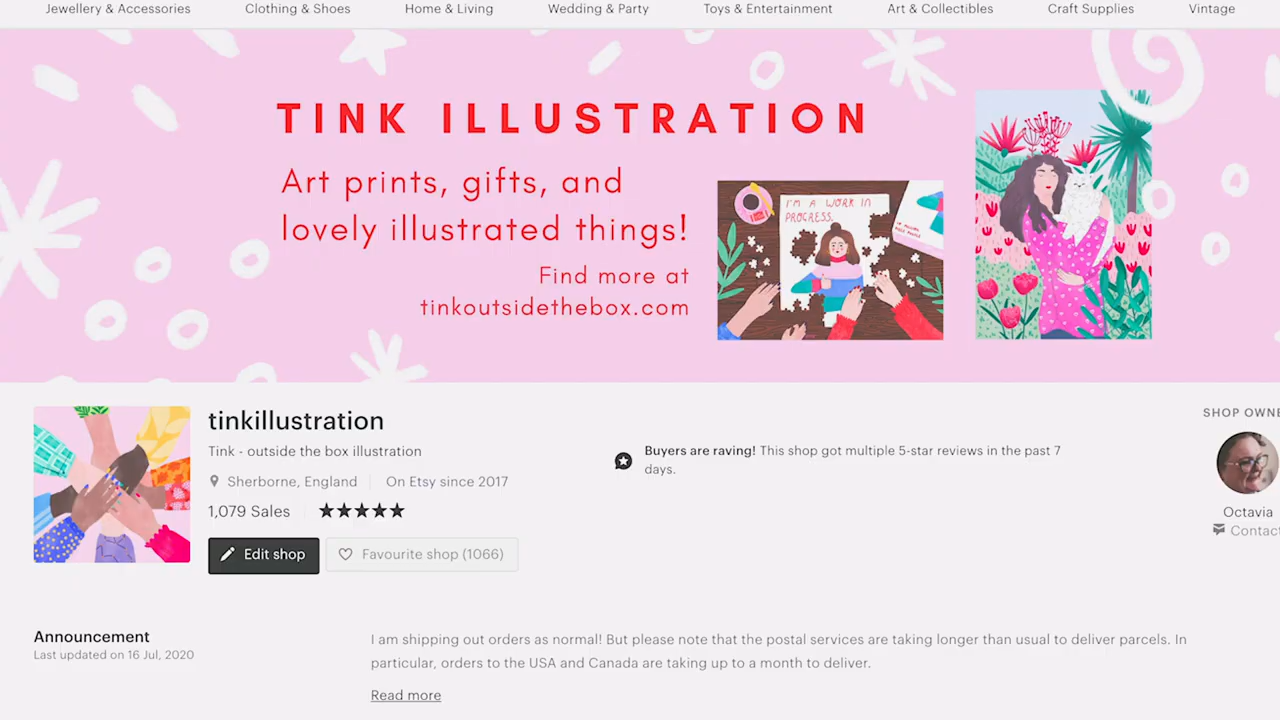 Jewellery & Accessories Clothing & Shoes Home & Living Wedding & Party Toys & Entertainment Art & Collectibles Craft Supplies Vintage
TINK ILLUSTRATION
Art prints, gifts, and
lovely illustrated things!
Find more at
tinkoutsidethebox.com
I'M A WORK IN
PROGRESS.
tinkillustration
Tink - outside the box illustration
Sherborne, England On Etsy since 2017
1,079 Sales
Edit shop Favourite shop (1066)
Buyers are raving! This shop got multiple 5-star reviews in the past 7
days.
SHOP OWNE
Octavia
Contact
Announcement
Last updated on 16 Jul, 2020
I am shipping out orders as normal! But please note that the postal services are taking longer than usual to deliver parcels. In
particular, orders to the USA and Canada are taking up to a month to deliver.
Read more